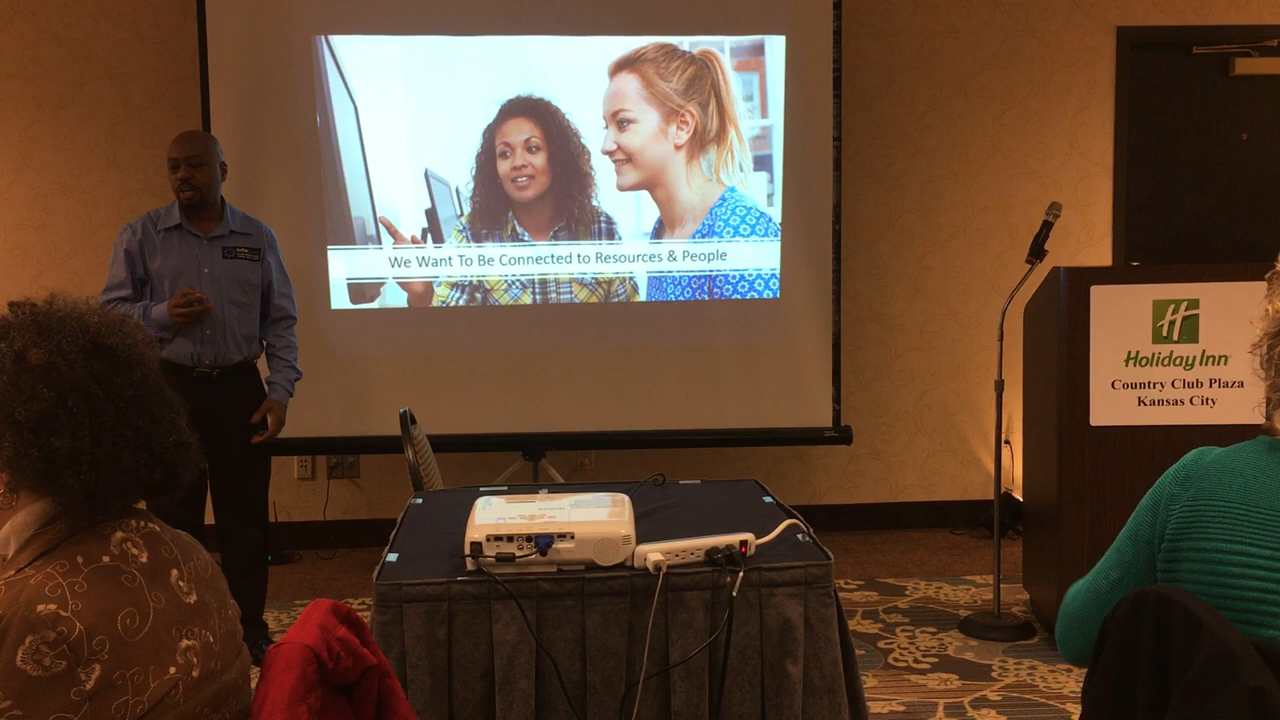 We Want To Be Connected to Resources & People
H
Holiday Inn
Country Club Plaza
Kansas City